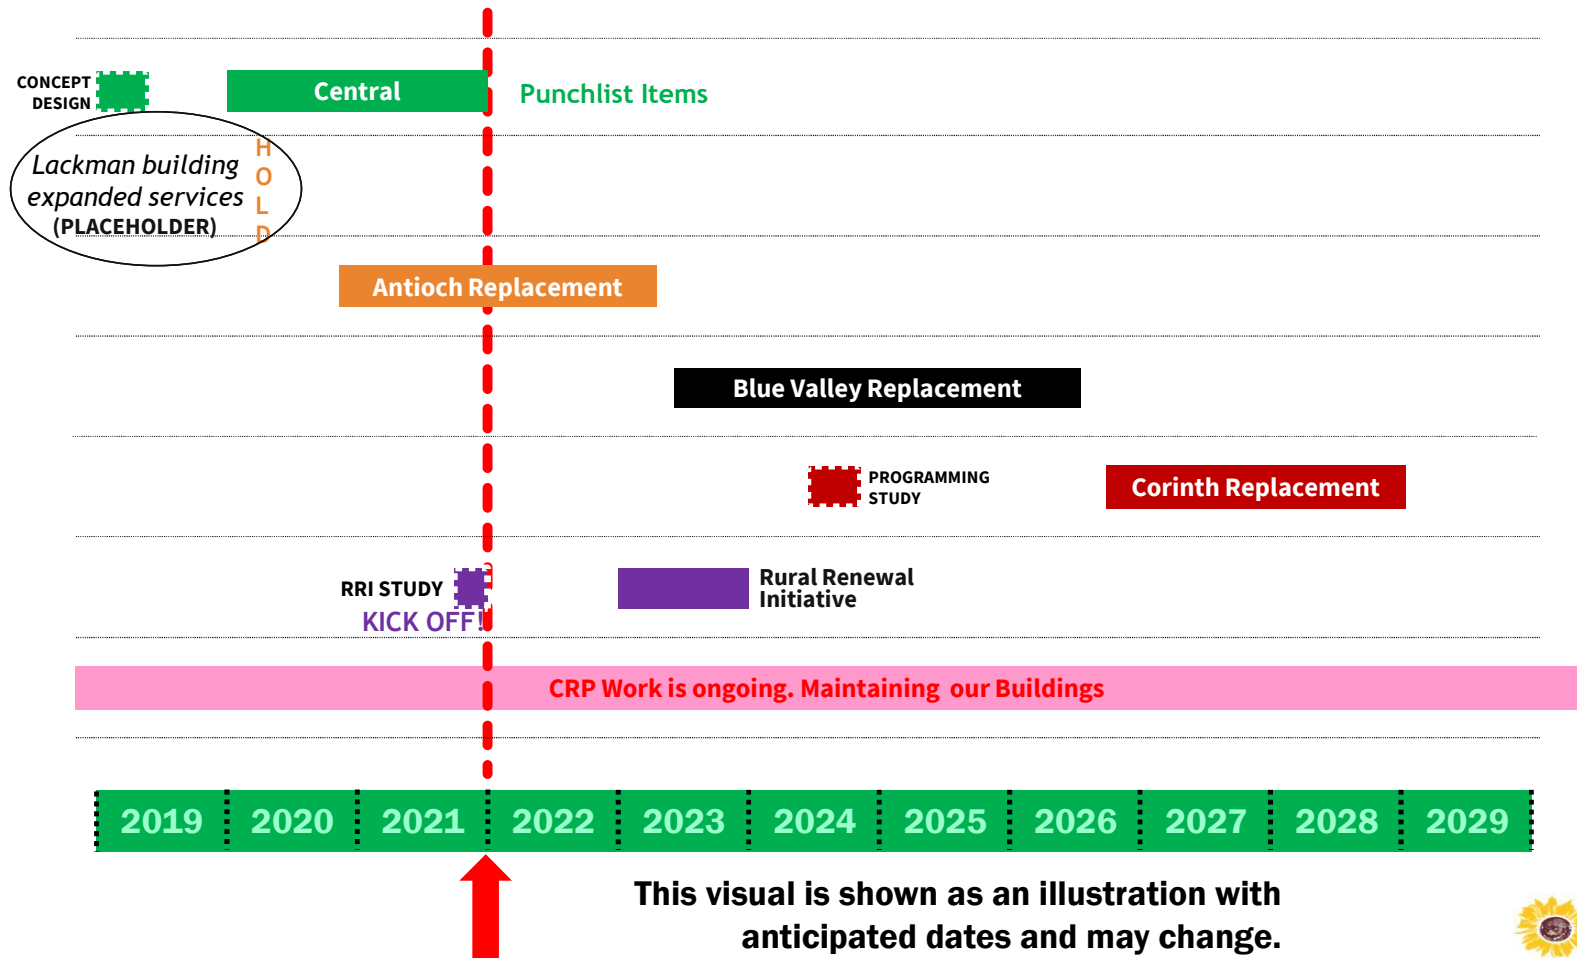 CONCEPT
DESIGN
Central
Punchlist Items
Lackman building
expanded services
(PLACEHOLDER)
H
O
L
D
Antioch Replacement
Blue Valley Replacement
PROGRAMMING
STUDY
Corinth Replacement
RRI STUDY
KICK OFF!
Rural Renewal
Initiative
CRP Work is ongoing. Maintaining our Buildings
2019 2020 2021 2022 2023 2024 2025 2026 2027 2028 2029
This visual is shown as an illustration with
anticipated dates and may change.